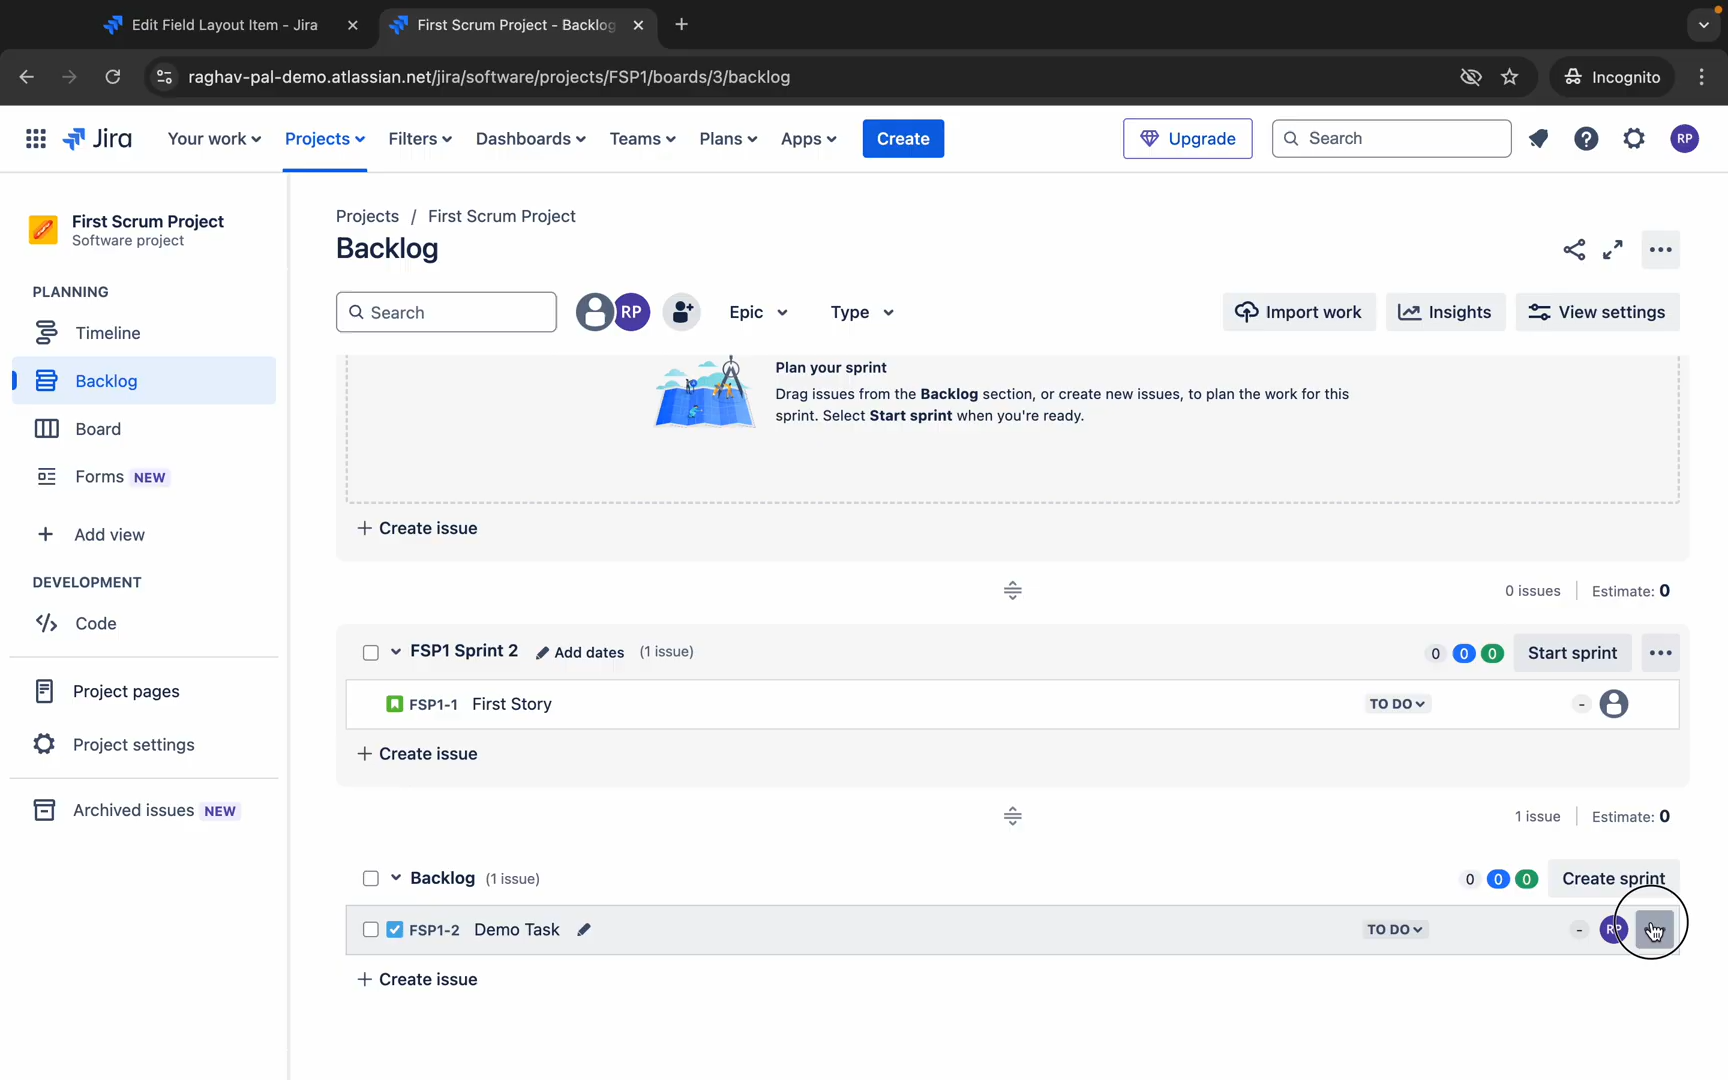 Edit Field Layout Item - Jira
First Scrum Project - Backlog
raghav-pal-demo.atlassian.net/jira/software/projects/FSP1/boards/3/backlog
Incognito
Jira
Your work
Projects
Filters
Dashboards
Teams
Plans
Apps
Create
Upgrade
Search
RP
First Scrum Project
Software project
PLANNING
Timeline
Backlog
Board
Forms NEW
Add view
DEVELOPMENT
Code
Project pages
Project settings
Archived issues NEW
Projects / First Scrum Project
Backlog
Search
RP
Epic
Type
Import work
Insights
View settings
Plan your sprint
Drag issues from the Backlog section, or create new issues, to plan the work for this
sprint. Select Start sprint when you're ready.
Create issue
0 issues
Estimate: 0
FSP1 Sprint 2 Add dates (1 issue)
0 0 0
Start sprint
FSP1-1 First Story
TO DO
-
Create issue
1 issue
Estimate: 0
Backlog (1 issue)
0 0 0
Create sprint
FSP1-2 Demo Task
TO DO
-
RP
Create issue